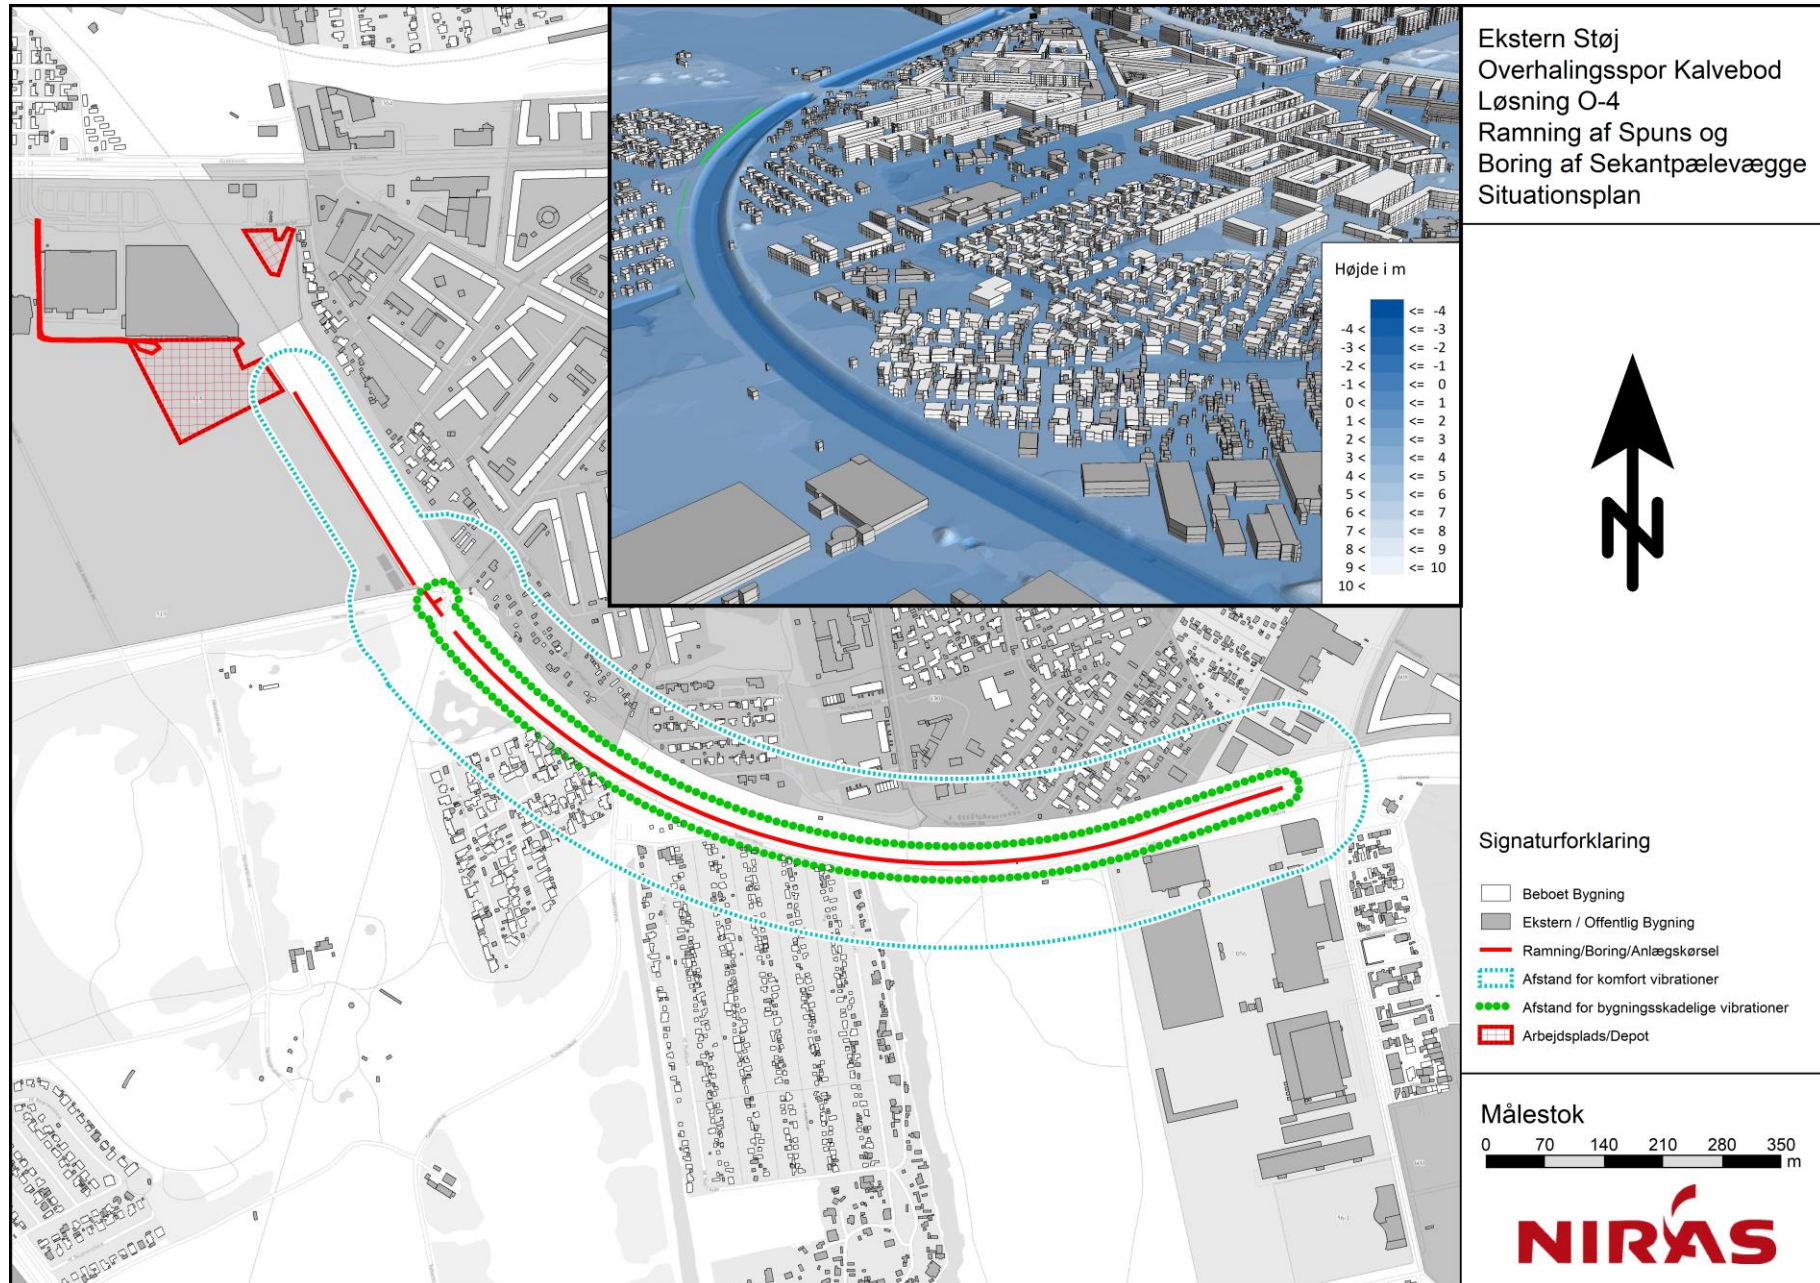 Ekstern Støj
Overhalingsspor Kalvebod
Løsning O-4
Ramning af Spuns og
Boring af Sekantpælevægge
Situationsplan
Højde i m
<= -4
-4 < <= -3
-3 < <= -2
-2 < <= -1
-1 < <= 0
0 < <= 1
1 < <= 2
2 < <= 3
3 < <= 4
4 < <= 5
5 < <= 6
6 < <= 7
7 < <= 8
8 < <= 9
9 < <= 10
10 <
N
Signaturforklaring
Beboet Bygning
Ekstern / Offentlig Bygning
Ramning/Boring/Anlægskørsel
Afstand for komfort vibrationer
Afstand for bygningsskadelige vibrationer
Arbejdsplads/Depot
Målestok
0 70 140 210 280 350
m
NIRÁS